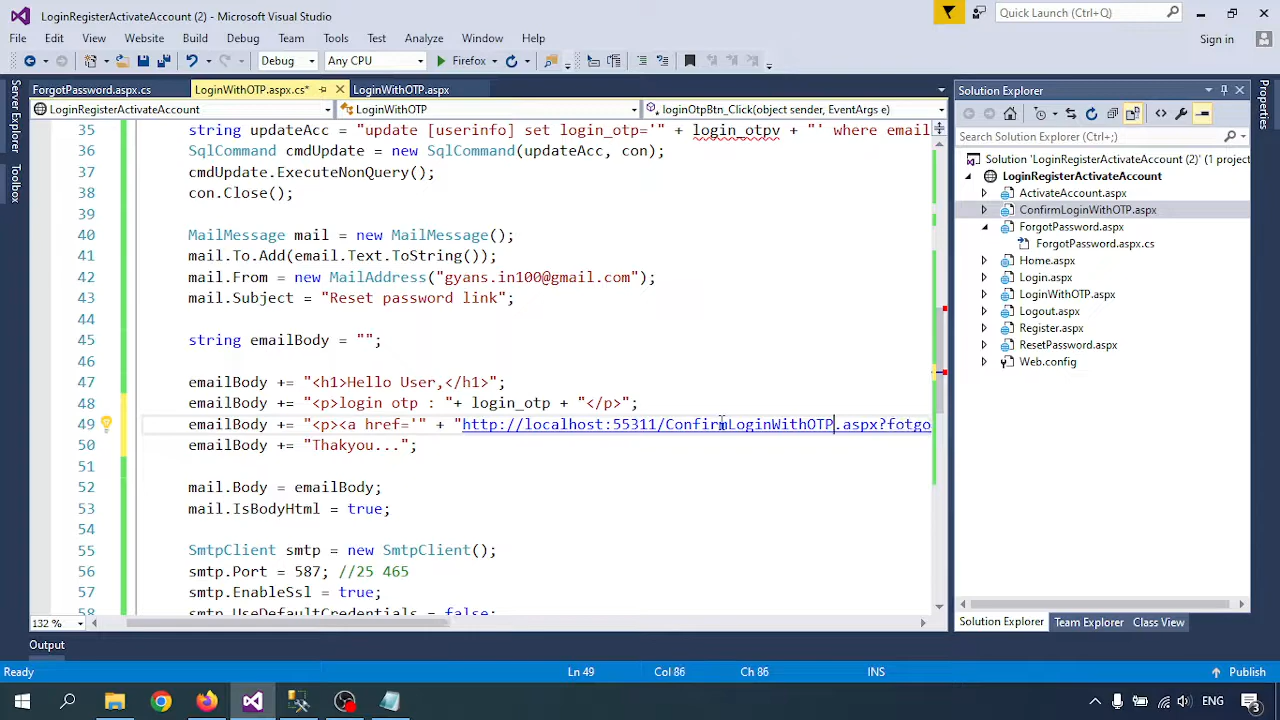 LoginRegisterActivateAccount (2) - Microsoft Visual Studio
Quick Launch (Ctrl+Q)
File Edit View Website Build Debug Team Tools Test Analyze Window Help
Sign in
Debug Any CPU Firefox
ForgotPassword.aspx.cs LoginWithOTP.aspx.cs* LoginWithOTP.aspx
LoginRegisterActivateAccount LoginWithOTP loginOtpBtn_Click(object sender, EventArgs e)
Server Explorer
Toolbox
35 string updateAcc = "update [userinfo] set login_otp='" + login_otpv + "' where email
36 SqlCommand cmdUpdate = new SqlCommand(updateAcc, con);
37 cmdUpdate.ExecuteNonQuery();
38 con.Close();
39
40 MailMessage mail = new MailMessage();
41 mail.To.Add(email.Text.ToString());
42 mail.From = new MailAddress("gyans.in100@gmail.com");
43 mail.Subject = "Reset password link";
44
45 string emailBody = "";
46
47 emailBody += "<h1>Hello User,</h1>";
48 emailBody += "<p>login otp : "+ login_otp + "</p>";
49 emailBody += "<p><a href='" + "http://localhost:55311/ConfirmLoginWithOTP.aspx?fotgo
50 emailBody += "Thakyou...";
51
52 mail.Body = emailBody;
53 mail.IsBodyHtml = true;
54
55 SmtpClient smtp = new SmtpClient();
56 smtp.Port = 587; //25 465
57 smtp.EnableSsl = true;
58 smtp.UseDefaultCredentials = false;
132 %
Solution Explorer
Search Solution Explorer (Ctrl+;)
Solution 'LoginRegisterActivateAccount (2)' (1 project
LoginRegisterActivateAccount
ActivateAccount.aspx
ConfirmLoginWithOTP.aspx
ForgotPassword.aspx
ForgotPassword.aspx.cs
Home.aspx
Login.aspx
LoginWithOTP.aspx
Logout.aspx
Register.aspx
ResetPassword.aspx
Web.config
Solution Explorer Team Explorer Class View
Properties
Output
Ready Ln 49 Col 86 Ch 86 INS Publish
ENG
3